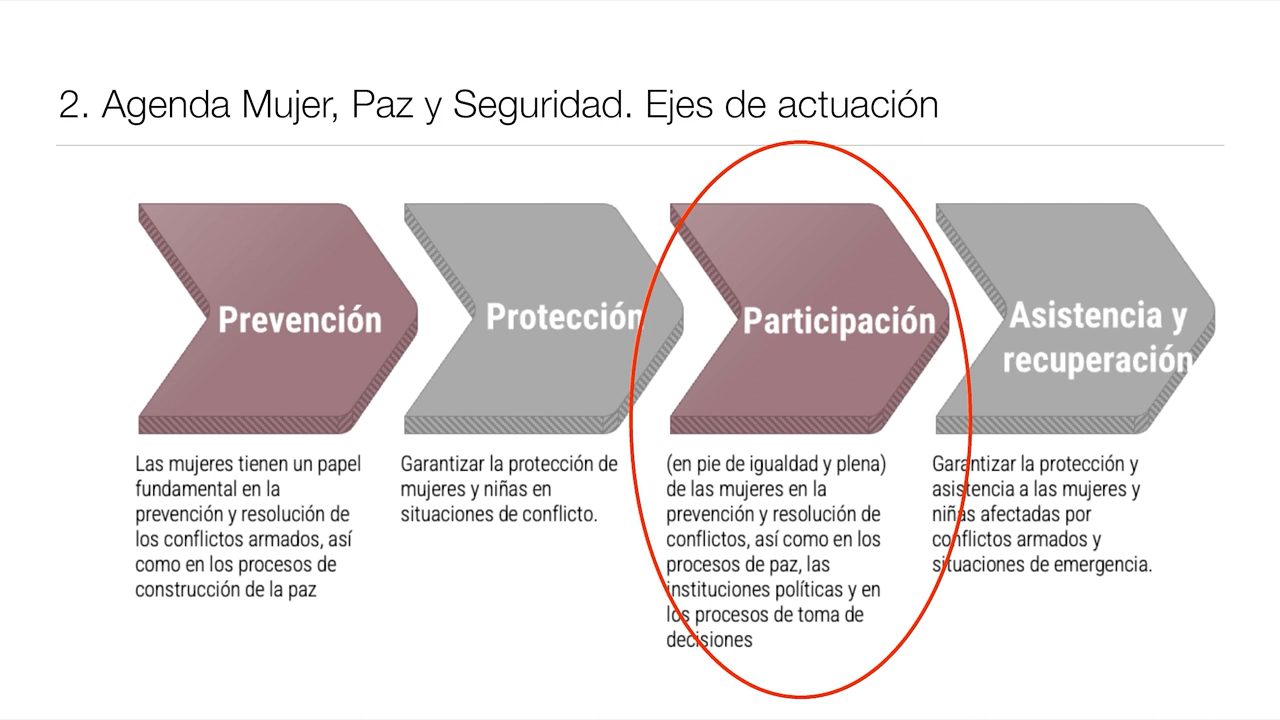 2. Agenda Mujer, Paz y Seguridad. Ejes de actuación
Prevención
Las mujeres tienen un papel
fundamental en la
prevención y resolución de
los conflictos armados, así
como en los procesos de
construcción de la paz
Protección
Garantizar la protección de
mujeres y niñas en
situaciones de conflicto.
Participación
(en pie de igualdad y plena)
de las mujeres en la
prevención y resolución de
conflictos, así como en los
procesos de paz, las
instituciones políticas y en
los procesos de toma de
decisiones
Asistencia y
recuperación
Garantizar la protección y
asistencia a las mujeres y
niñas afectadas por
conflictos armados y
situaciones de emergencia.